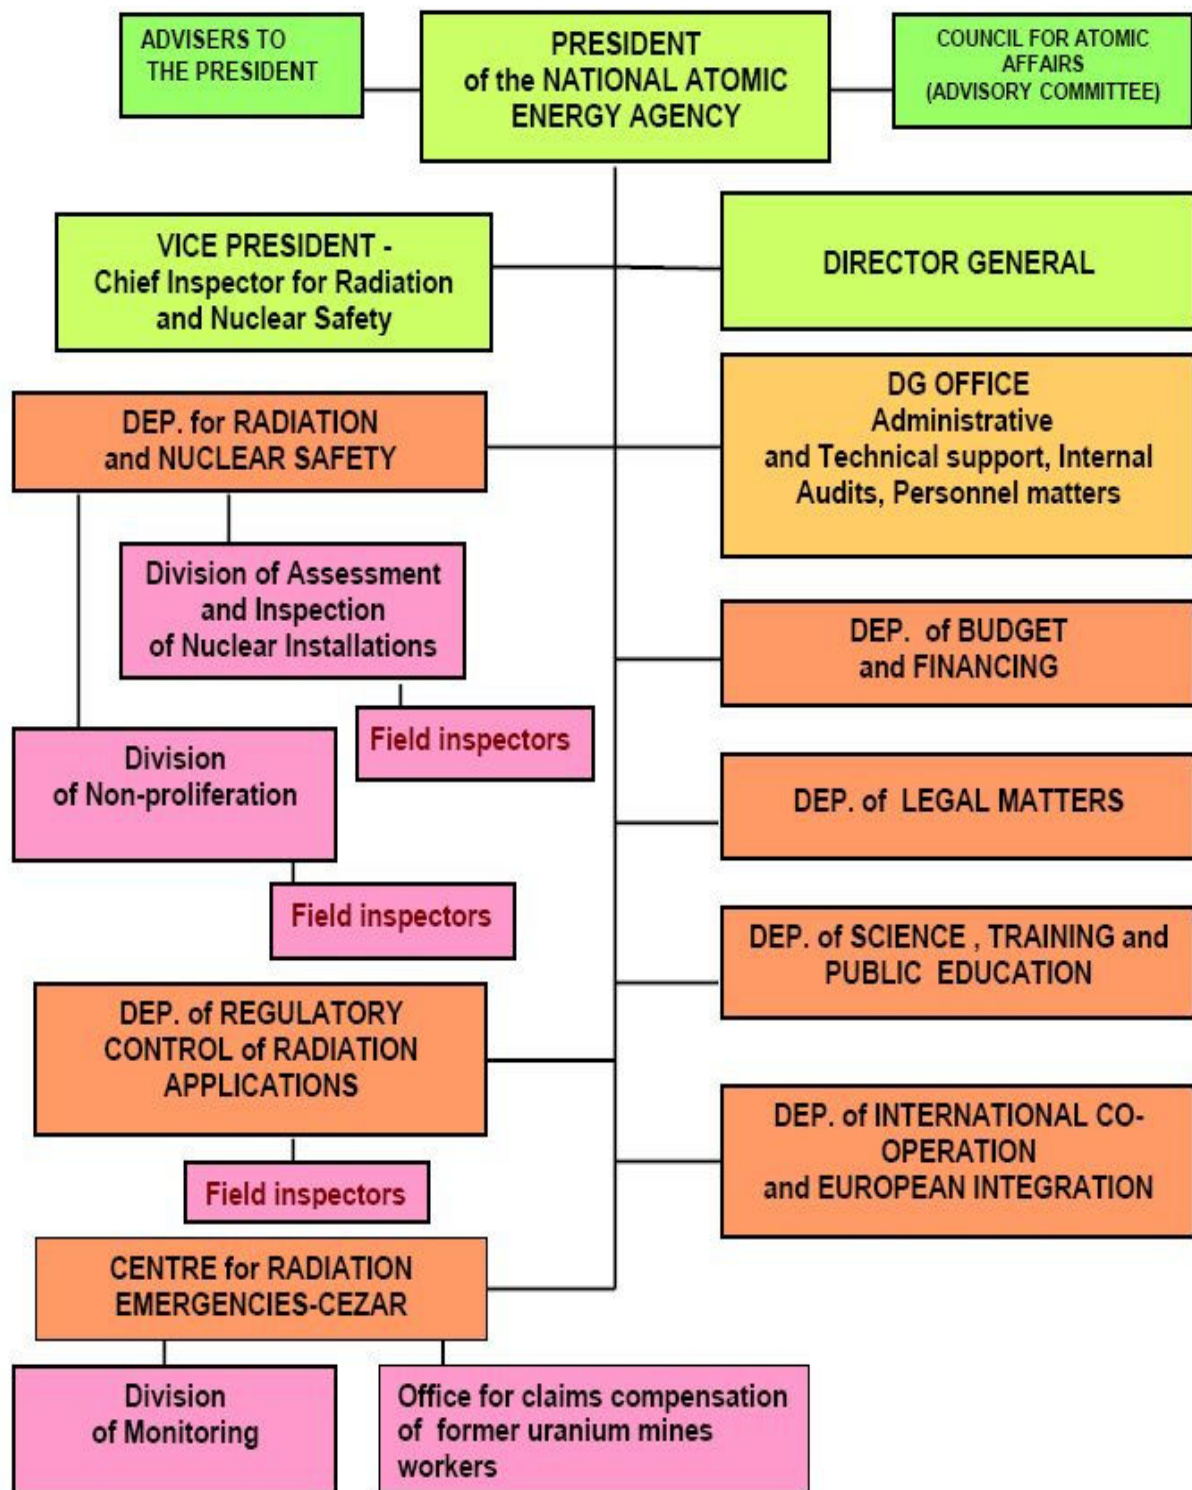 ADVISERS TO
THE PRESIDENT
PRESIDENT
of the NATIONAL ATOMIC
ENERGY AGENCY
COUNCIL FOR ATOMIC
AFFAIRS
(ADVISORY COMMITTEE)
VICE PRESIDENT -
Chief Inspector for Radiation
and Nuclear Safety
DIRECTOR GENERAL
DEP. for RADIATION
and NUCLEAR SAFETY
DG OFFICE
Administrative
and Technical support, Internal
Audits, Personnel matters
Division of Assessment
and Inspection
of Nuclear Installations
Field inspectors
DEP. of BUDGET
and FINANCING
Division
of Non-proliferation
Field inspectors
DEP. of LEGAL MATTERS
DEP. of SCIENCE , TRAINING and
PUBLIC EDUCATION
DEP. of REGULATORY
CONTROL of RADIATION
APPLICATIONS
Field inspectors
DEP. of INTERNATIONAL CO-
OPERATION
and EUROPEAN INTEGRATION
CENTRE for RADIATION
EMERGENCIES-CEZAR
Division
of Monitoring
Office for claims compensation
of former uranium mines
workers